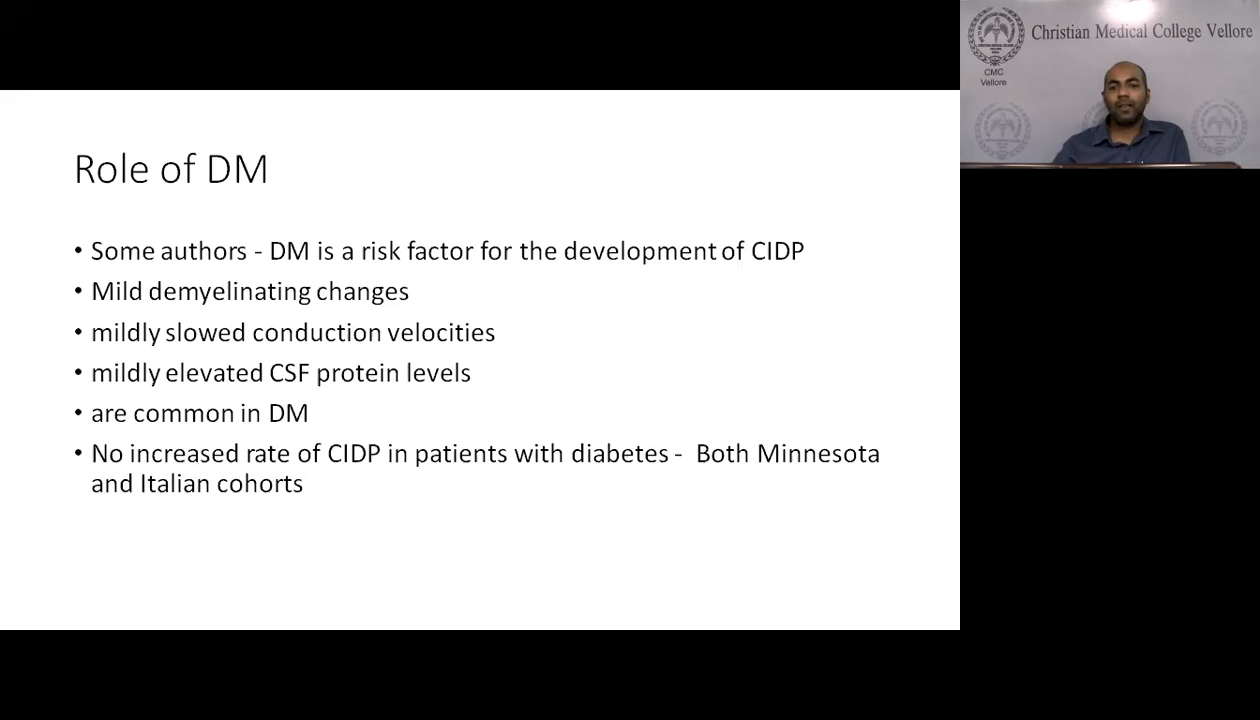 Role of DM
• Some authors - DM is a risk factor for the development of CIDP
• Mild demyelinating changes
• mildly slowed conduction velocities
• mildly elevated CSF protein levels
• are common in DM
• No increased rate of CIDP in patients with diabetes - Both Minnesota
and Italian cohorts
Christian Medical College Vellore
CMC
Vellore